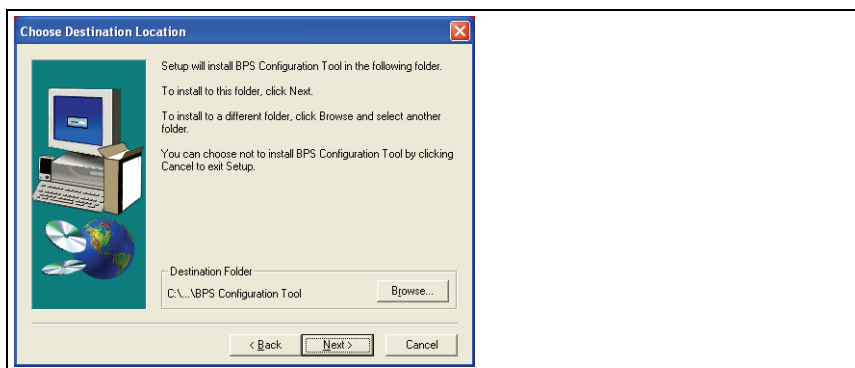 Choose Destination Location
Setup will install BPS Configuration Tool in the following folder.
To install to this folder, click Next.
To install to a different folder, click Browse and select another
folder.
You can choose not to install BPS Configuration Tool by clicking
Cancel to exit Setup.
Destination Folder
C:\...\BPS Configuration Tool
Browse...
< Back
Next >
Cancel